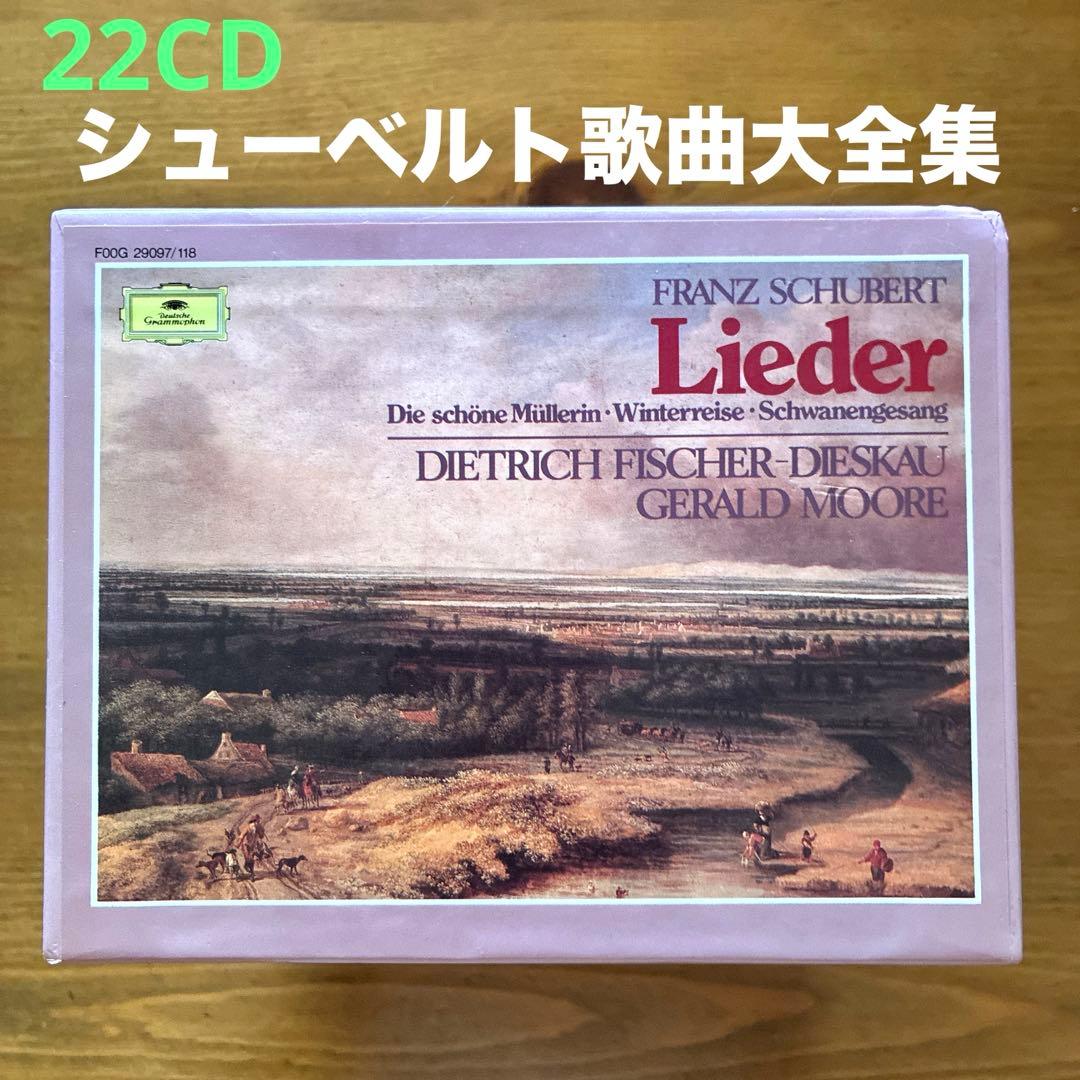 22CD
シューベルト歌曲大全集
F00G 29097/118
Deutsche
Grammophon
FRANZ SCHUBERT
Lieder
Die schöne Müllerin · Winterreise · Schwanengesang
DIETRICH FISCHER-DIESKAU
GERALD MOORE